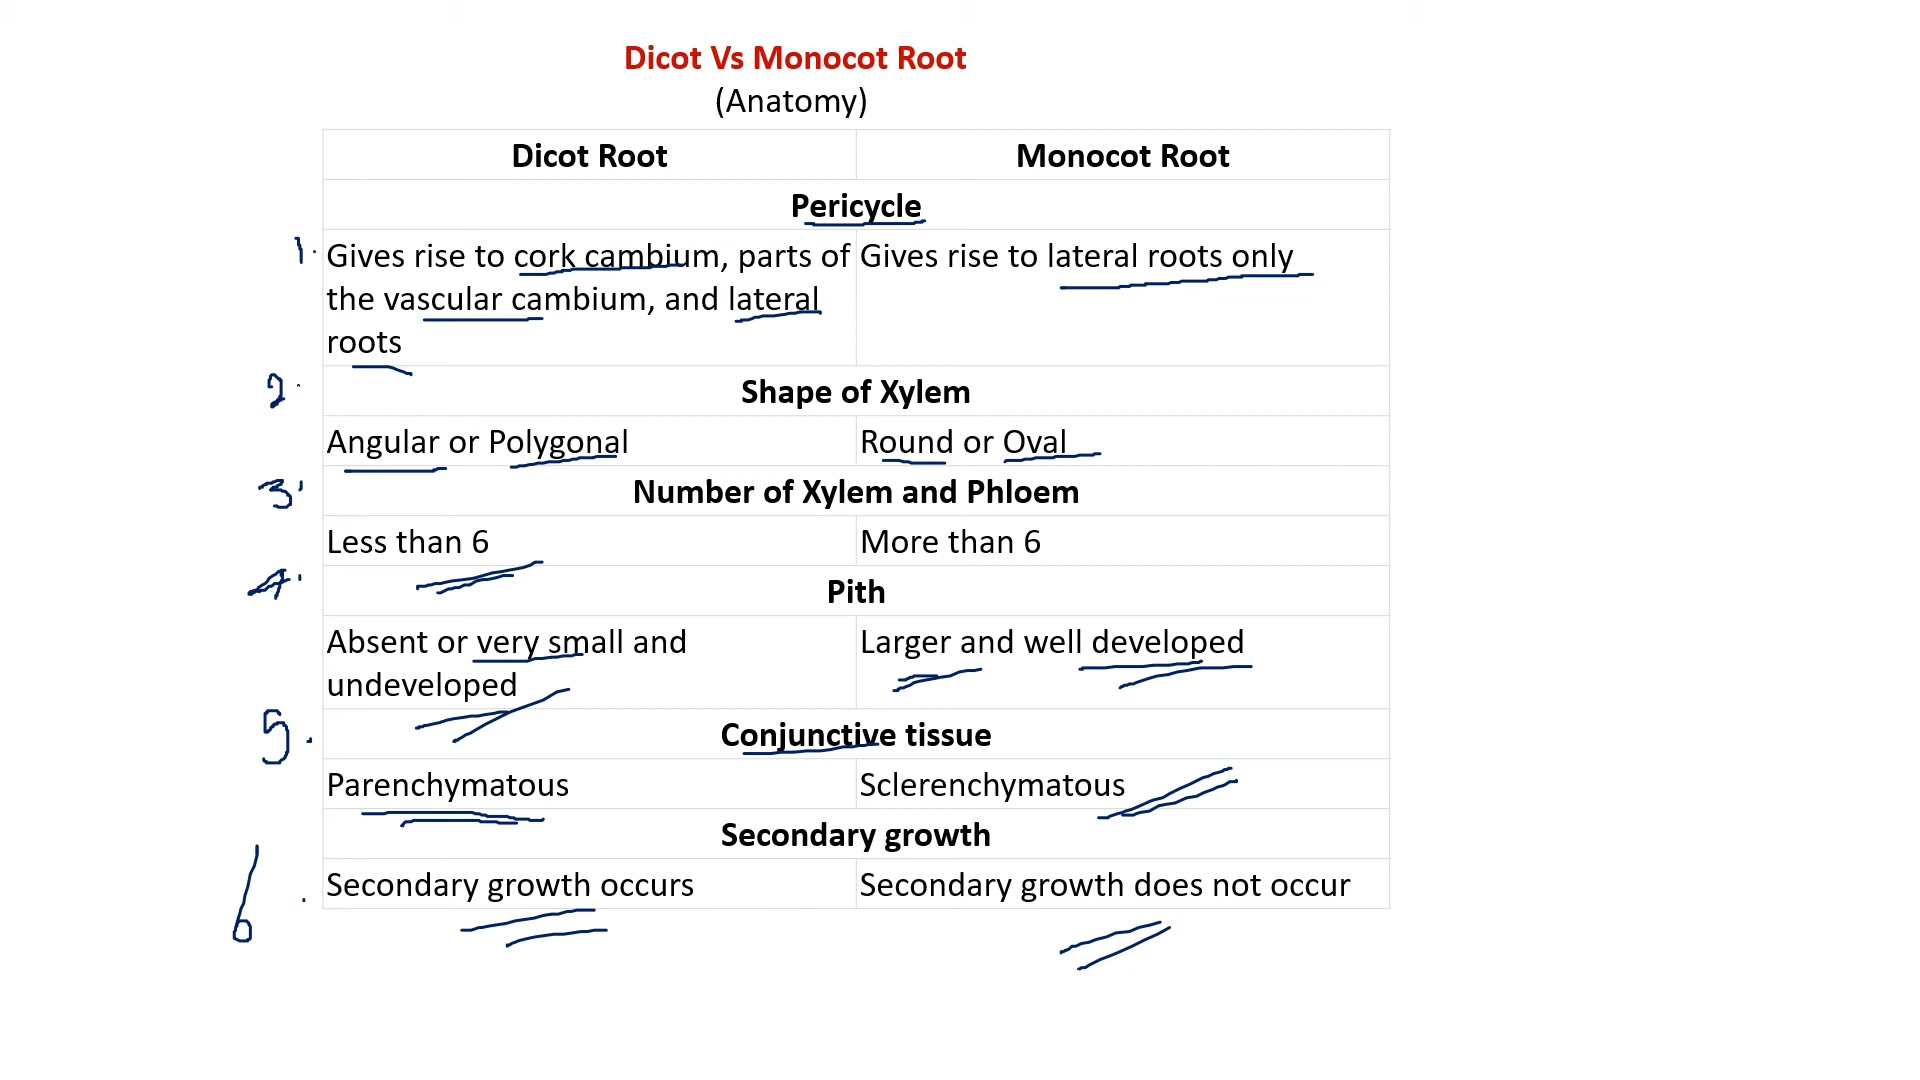 Dicot Vs Monocot Root
(Anatomy)
Dicot Root Monocot Root
Pericycle
1. Gives rise to cork cambium, parts of Gives rise to lateral roots only
the vascular cambium, and lateral
roots
2. Shape of Xylem
Angular or Polygonal Round or Oval
3. Number of Xylem and Phloem
Less than 6 More than 6
4. Pith
Absent or very small and Larger and well developed
undeveloped
5. Conjunctive tissue
Parenchymatous Sclerenchymatous
Secondary growth
6. Secondary growth occurs Secondary growth does not occur